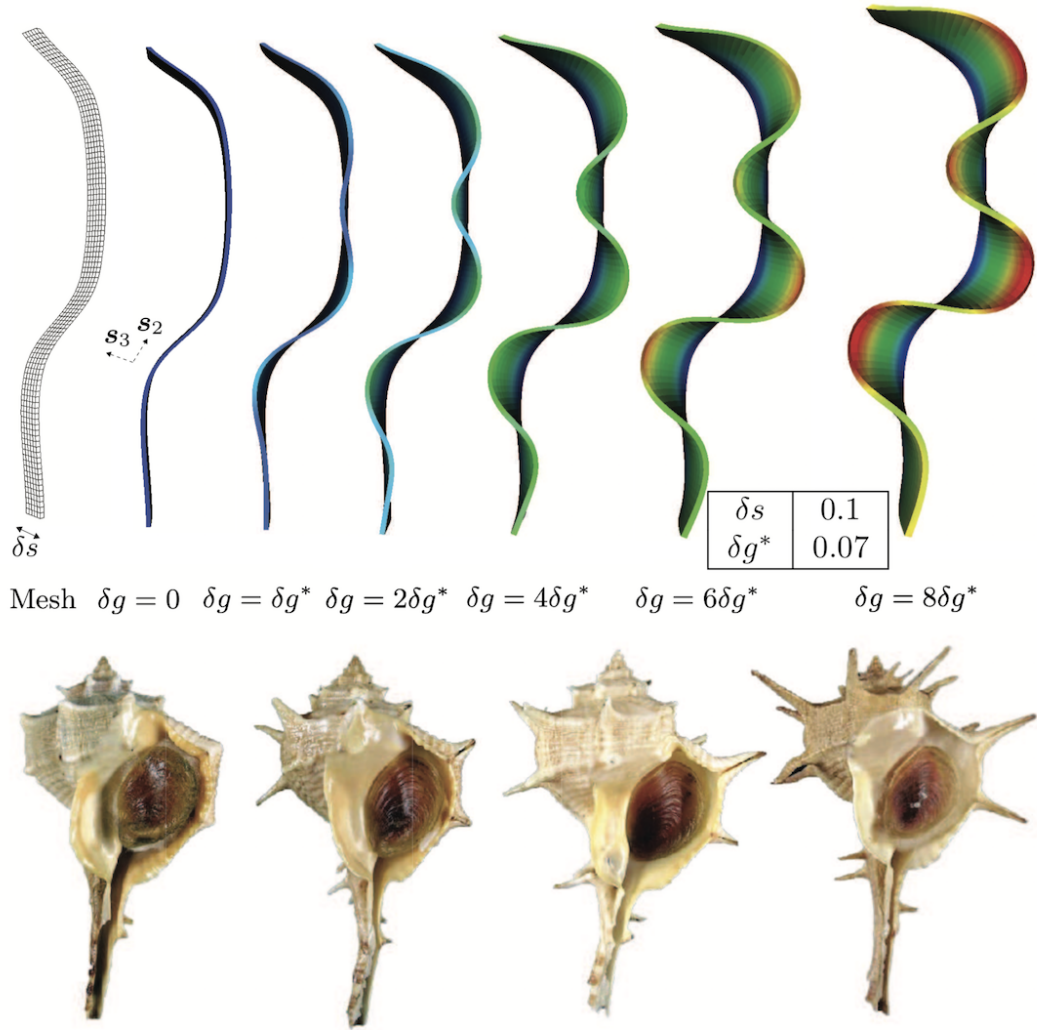 s₃ s₂
δs 0.1
δg* 0.07
δs
Mesh δg = 0 δg = δg* δg = 2δg* δg = 4δg* δg = 6δg* δg = 8δg*